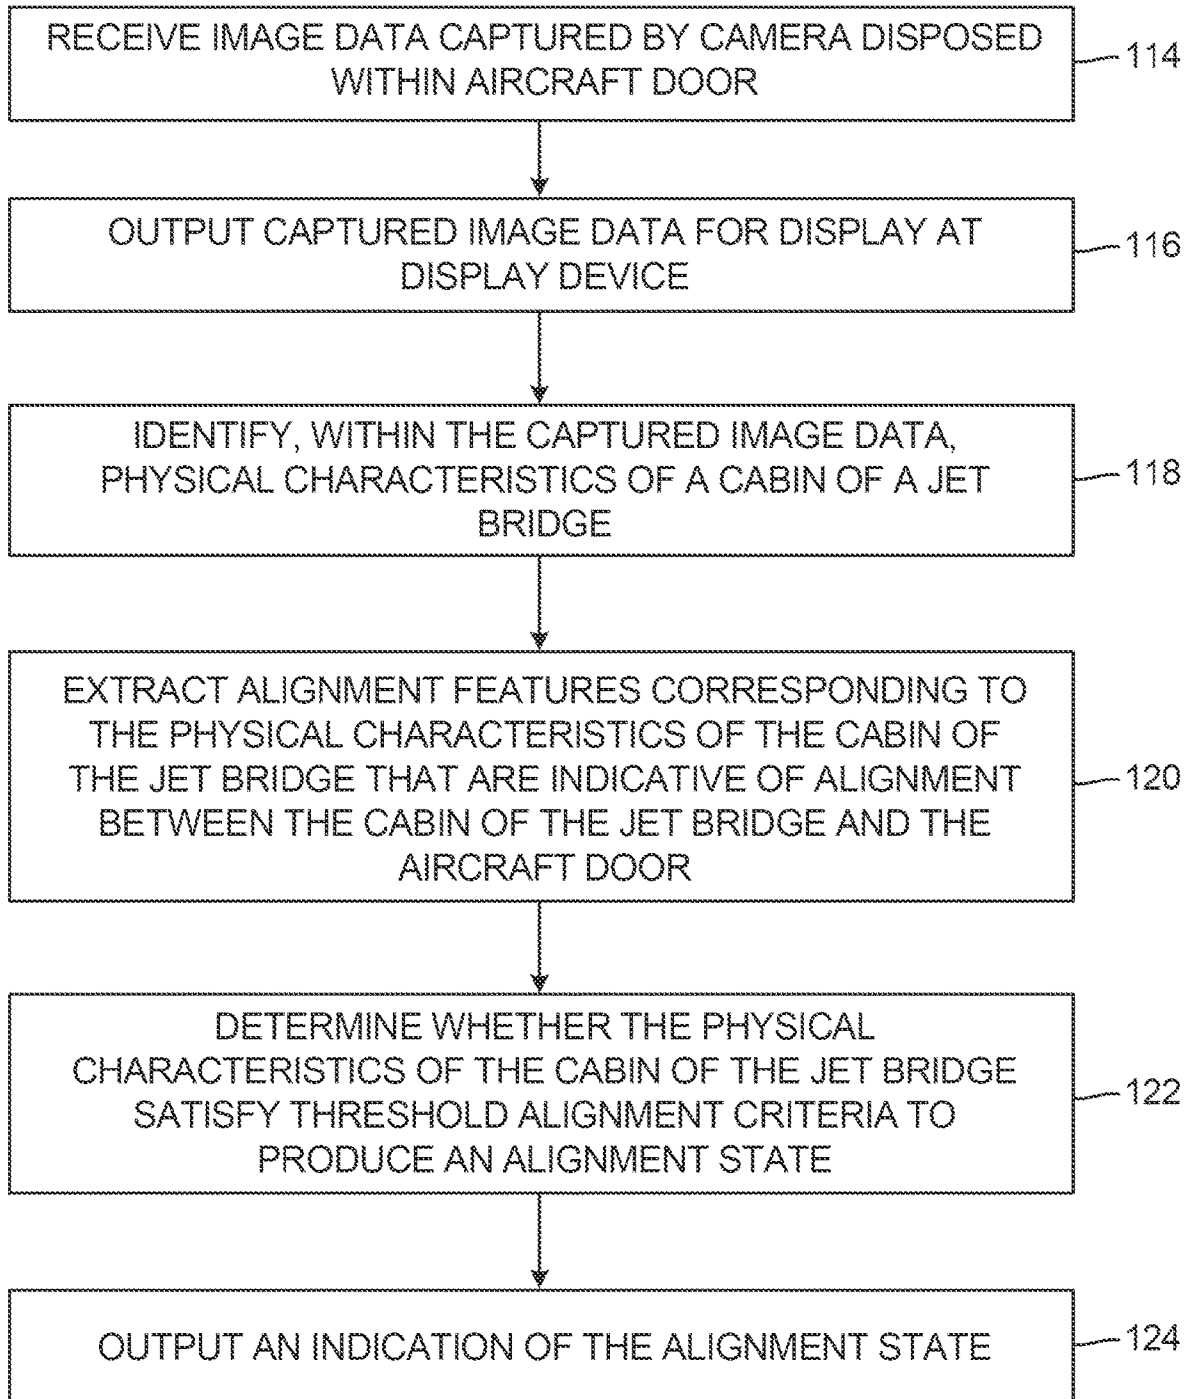 RECEIVE IMAGE DATA CAPTURED BY CAMERA DISPOSED
WITHIN AIRCRAFT DOOR
114
OUTPUT CAPTURED IMAGE DATA FOR DISPLAY AT
DISPLAY DEVICE
116
IDENTIFY, WITHIN THE CAPTURED IMAGE DATA,
PHYSICAL CHARACTERISTICS OF A CABIN OF A JET
BRIDGE
118
EXTRACT ALIGNMENT FEATURES CORRESPONDING TO
THE PHYSICAL CHARACTERISTICS OF THE CABIN OF
THE JET BRIDGE THAT ARE INDICATIVE OF ALIGNMENT
BETWEEN THE CABIN OF THE JET BRIDGE AND THE
AIRCRAFT DOOR
120
DETERMINE WHETHER THE PHYSICAL
CHARACTERISTICS OF THE CABIN OF THE JET BRIDGE
SATISFY THRESHOLD ALIGNMENT CRITERIA TO
PRODUCE AN ALIGNMENT STATE
122
OUTPUT AN INDICATION OF THE ALIGNMENT STATE
124